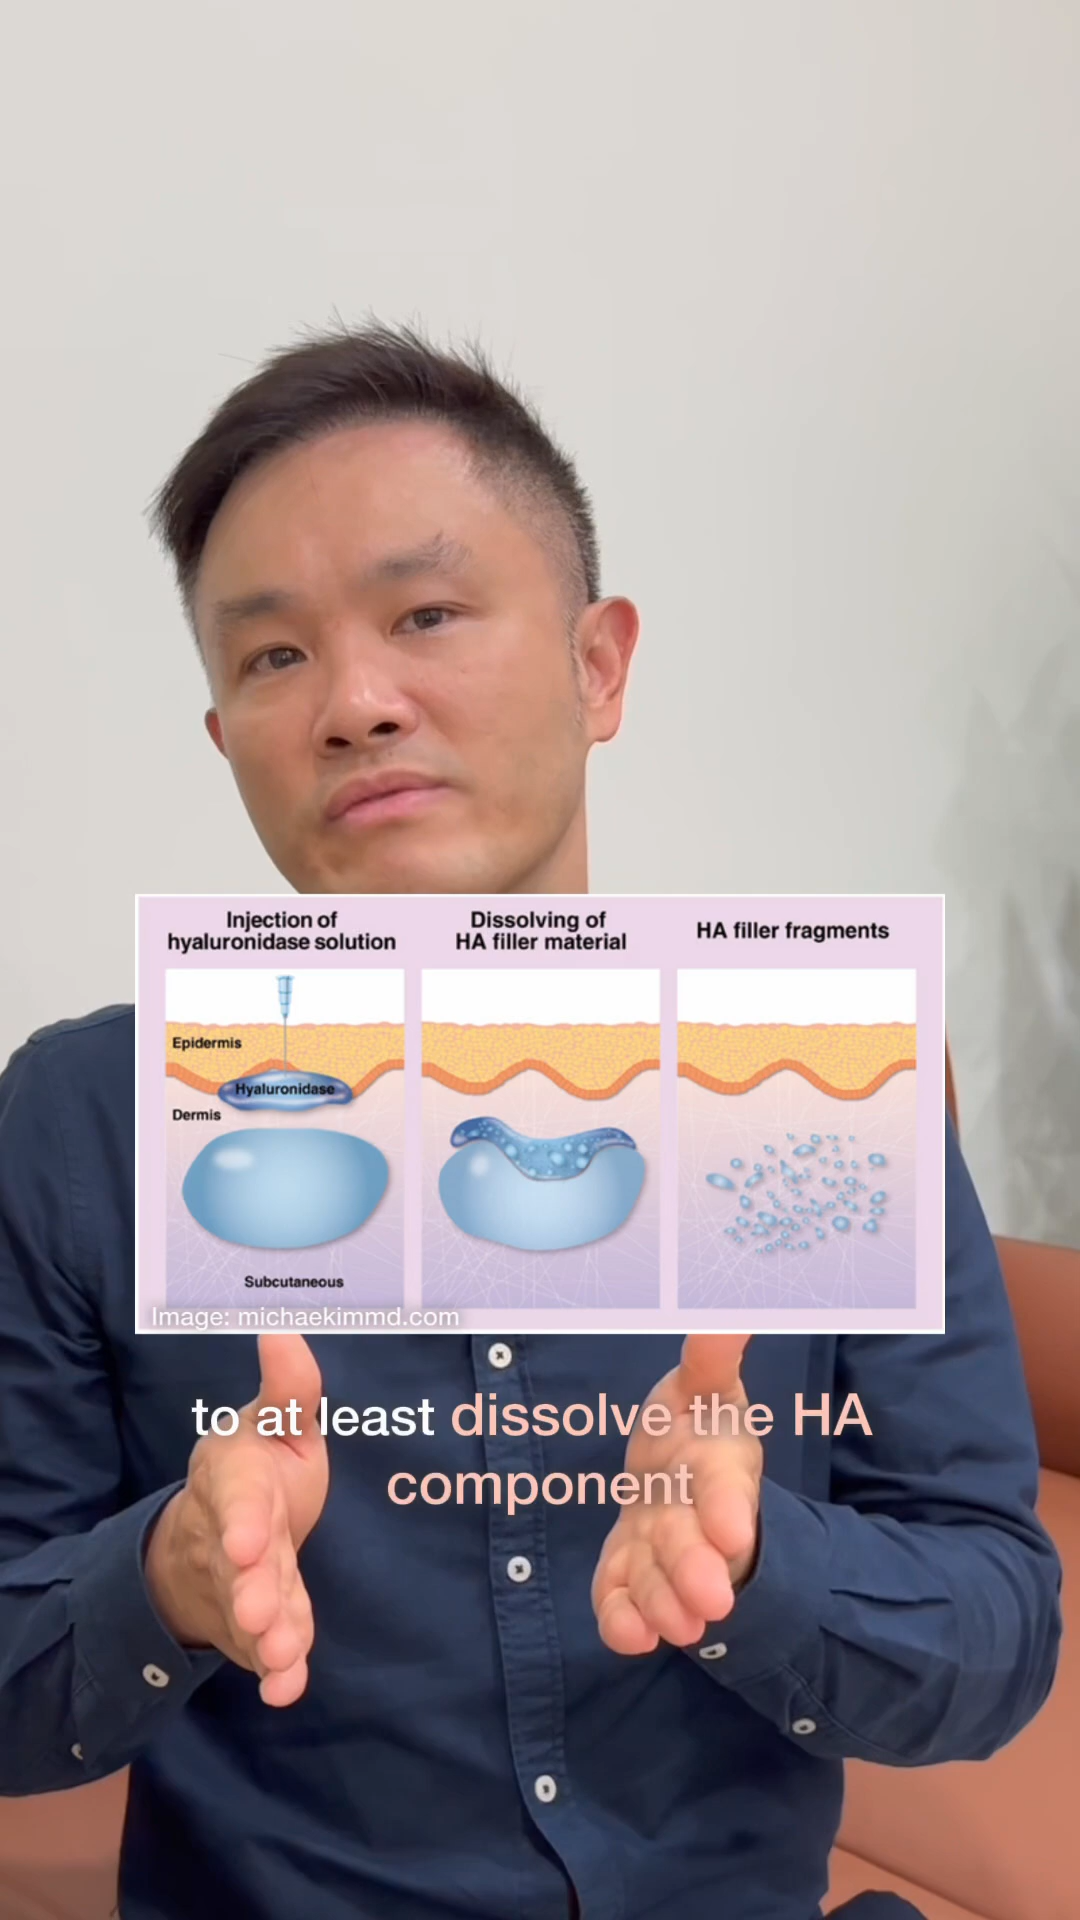 Injection of
hyaluronidase solution
Dissolving of
HA filler material
HA filler fragments
Epidermis
Hyaluronidase
Dermis
Subcutaneous
Image: michaekimmd.com
to at least dissolve the HA
component